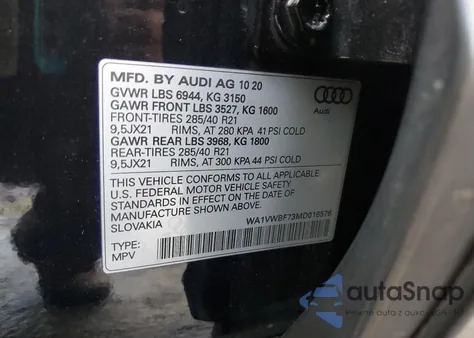 MFD. BY AUDI AG 10 20
GVWR LBS 6944, KG 3150
GAWR FRONT LBS 3527, KG 1600
FRONT-TIRES 285/40 R21
9,5JX21 RIMS, AT 280 KPA 41 PSI COLD
GAWR REAR LBS 3968, KG 1800
REAR-TIRES 285/40 R21
9,5JX21 RIMS, AT 300 KPA 44 PSI COLD
THIS VEHICLE CONFORMS TO ALL APPLICABLE
U.S. FEDERAL MOTOR VEHICLE SAFETY
STANDARDS IN EFFECT ON THE DATE OF
MANUFACTURE SHOWN ABOVE.
SLOVAKIA
WA1VWBF73MD016576
TYPE:
MPV
Audi
autoSnap